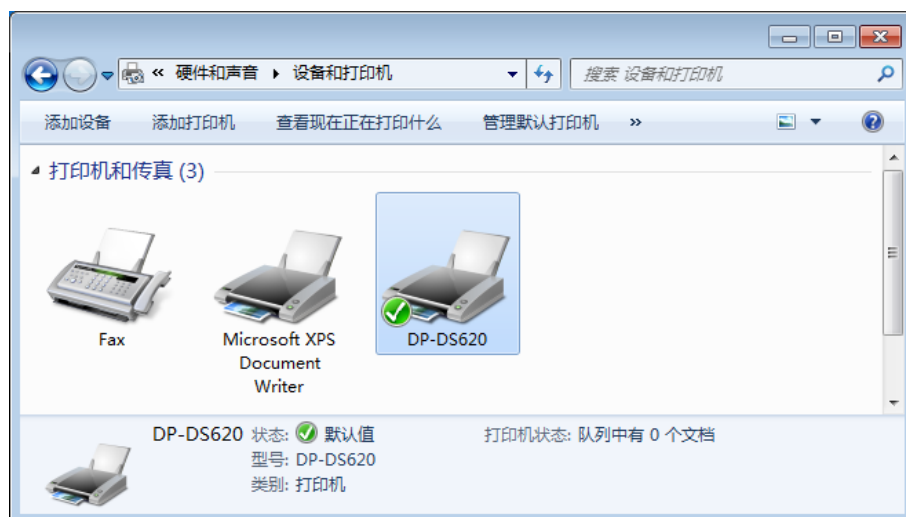 « 硬件和声音 ▸ 设备和打印机
搜索 设备和打印机
添加设备 添加打印机 查看现在正在打印什么 管理默认打印机 »
打印机和传真 (3)
Fax
Microsoft XPS
Document
Writer
DP-DS620
DP-DS620 状态: 默认值 打印机状态: 队列中有 0 个文档
型号: DP-DS620
类别: 打印机